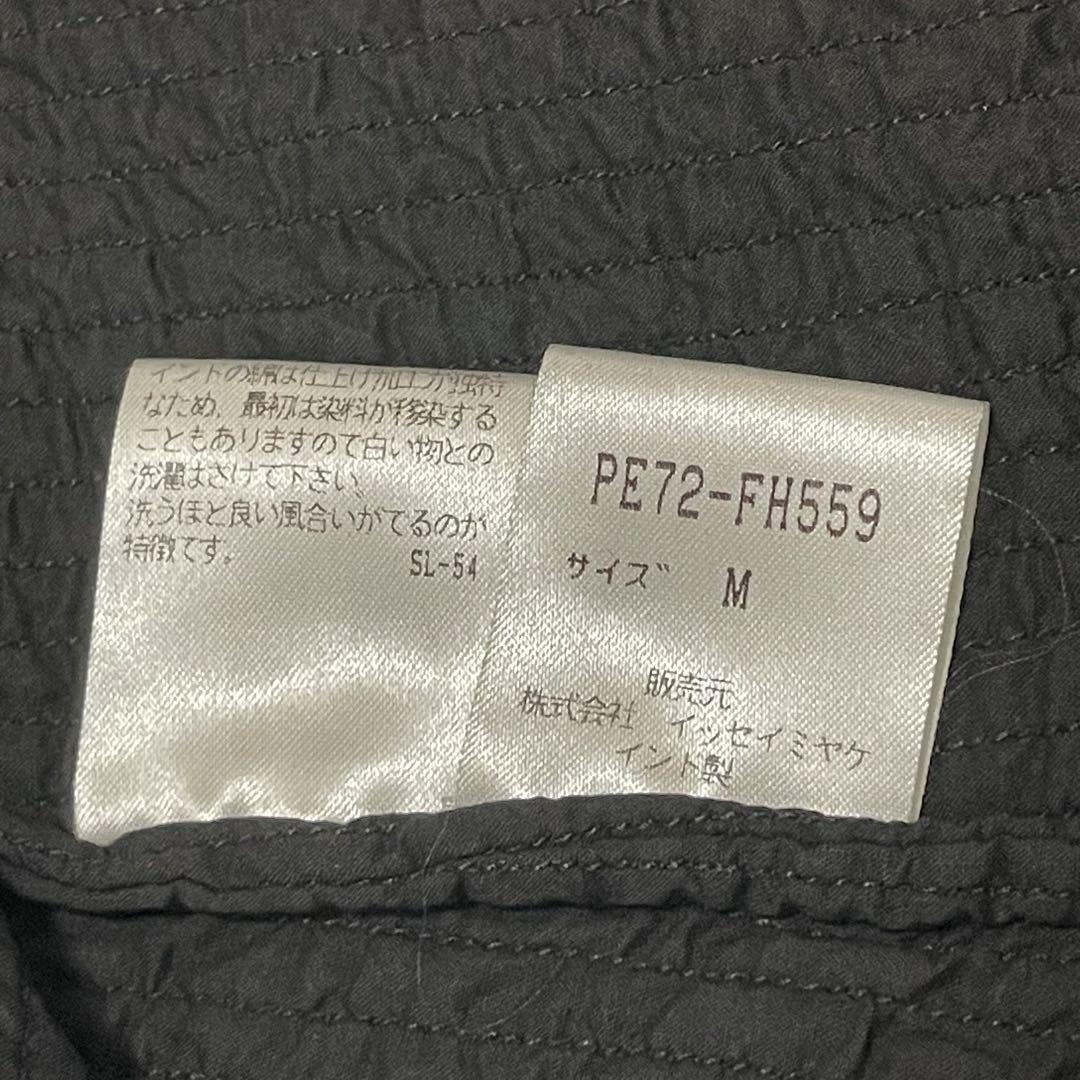 イントの綿は仕上げ加工が独特
なため、最初は染料が移染する
こともありますので白い物との
洗濯はさけて下さい。
洗うほど良い風合いがでるのが
特徴です。
SL-54
PE72-FH559
サイズ M
販売元
株式会社 イッセイミヤケ
イント製